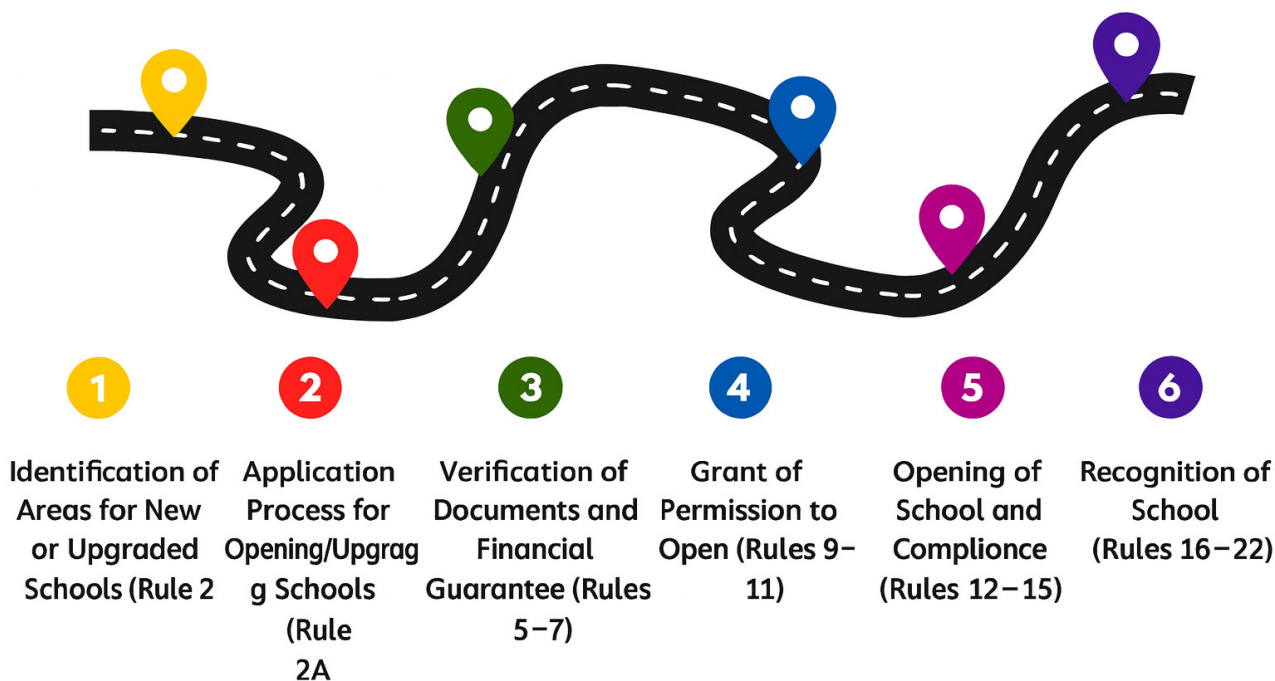 1
Identification of
Areas for New
or Upgraded
Schools (Rule 2
2
Application
Process for
Opening/Upgrag
g Schools
(Rule
2A
3
Verification of
Documents and
Financial
Guarantee (Rules
5–7)
4
Grant of
Permission to
Open (Rules 9–
11)
5
Opening of
School and
Complionce
(Rules 12–15)
6
Recognition of
School
(Rules 16–22)